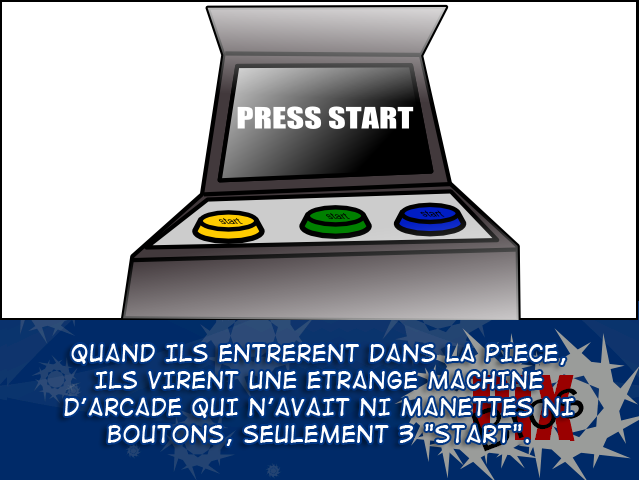 PRESS START
start
start
start
QUAND ILS ENTRERENT DANS LA PIECE,
ILS VIRENT UNE ETRANGE MACHINE
D'ARCADE QUI N'AVAIT NI MANETTES NI
BOUTONS, SEULEMENT 3 "START".